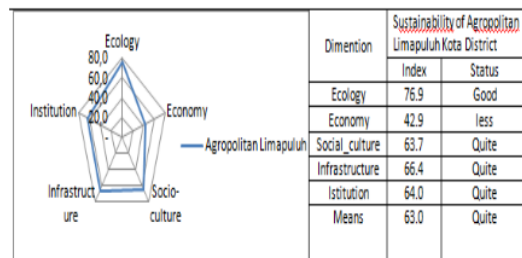 Ecology
80,0
60,0
40,0
20,0
-
Institution
Economy
Infrastruct
ure
Socio-
culture
Agropolitan Limapuluh
Dimention
Sustainability of Agropolitan
Limapuluh Kota District
Index Status
Ecology 76.9 Good
Economy 42.9 less
Social_culture 63.7 Quite
Infrastructure 66.4 Quite
Istitution 64.0 Quite
Means 63.0 Quite